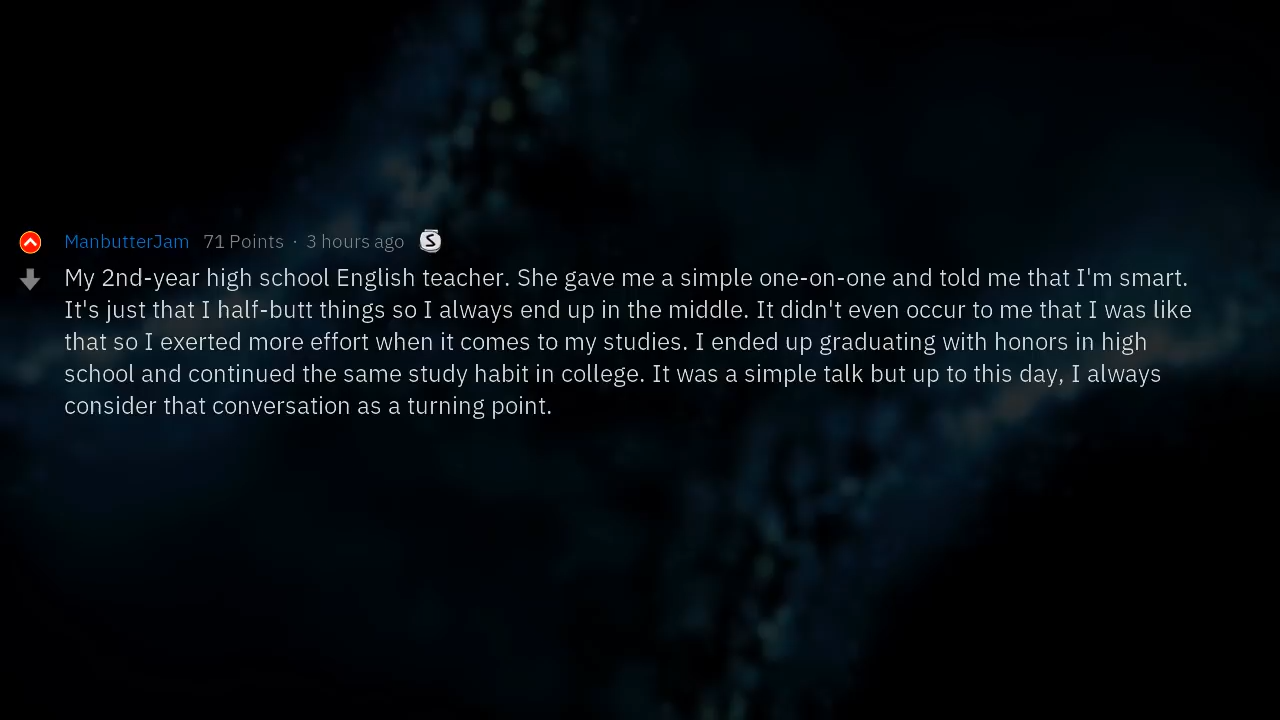 ManbutterJam 71 Points · 3 hours ago S
My 2nd-year high school English teacher. She gave me a simple one-on-one and told me that I'm smart.
It's just that I half-butt things so I always end up in the middle. It didn't even occur to me that I was like
that so I exerted more effort when it comes to my studies. I ended up graduating with honors in high
school and continued the same study habit in college. It was a simple talk but up to this day, I always
consider that conversation as a turning point.